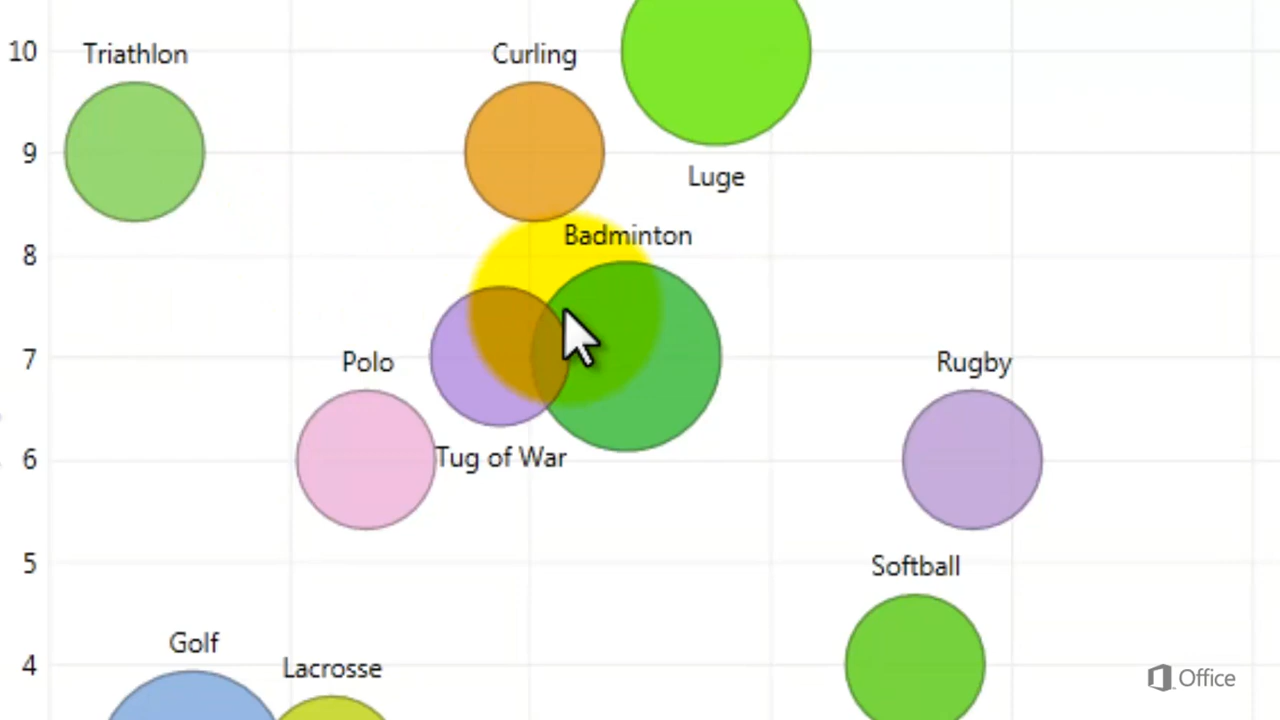 10
Triathlon
Curling
9
Luge
Badminton
8
7
Polo
Rugby
Tug of War
6
5
Softball
Golf
Lacrosse
4
Office